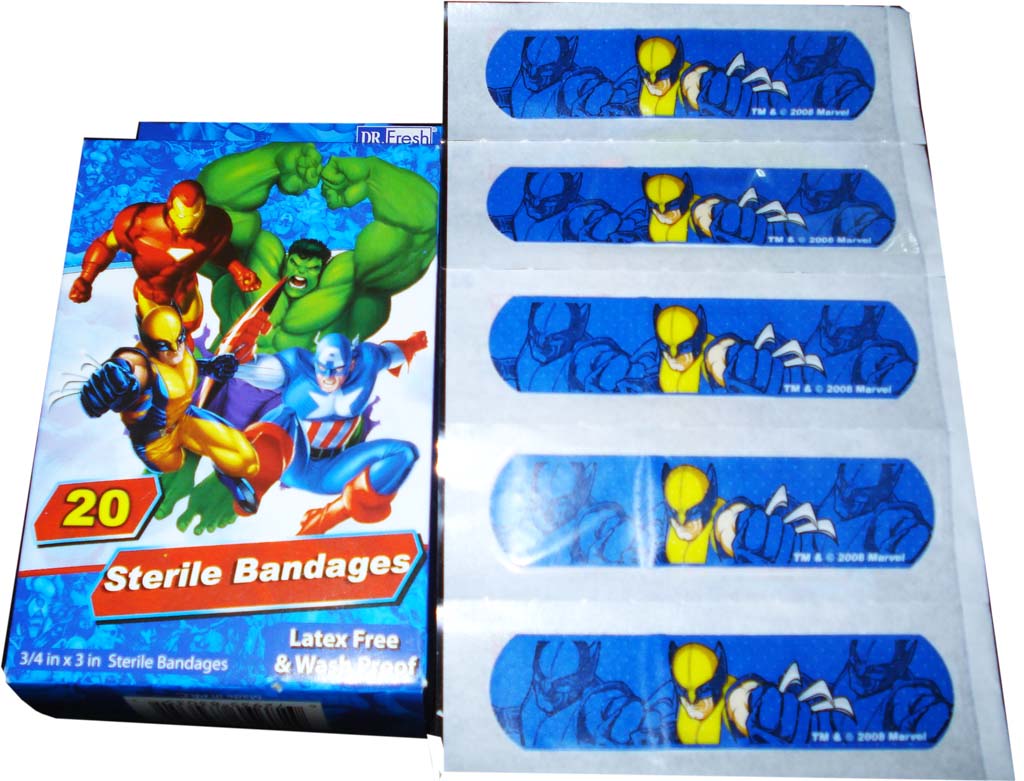 DR. Fresh
20
Sterile Bandages
Latex Free
& Wash Proof
3/4 in x 3 in Sterile Bandages
TM & © 2008 Marvel
TM & © 2008 Marvel
TM & © 2008 Marvel
TM & © 2008 Marvel
TM & © 2008 Marvel